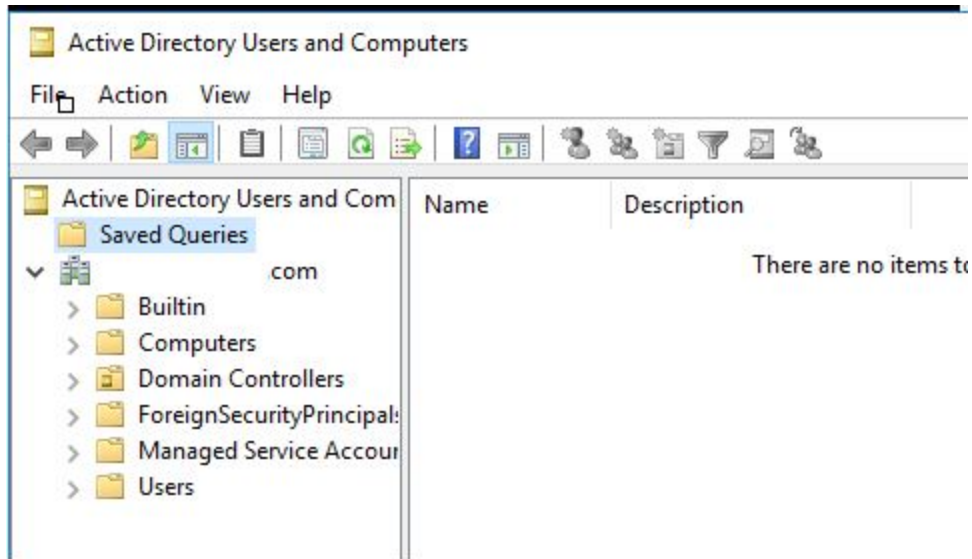 Active Directory Users and Computers
File Action View Help
Active Directory Users and Com
Name Description
Saved Queries
There are no items to
.com
Builtin
Computers
Domain Controllers
ForeignSecurityPrincipals
Managed Service Accour
Users